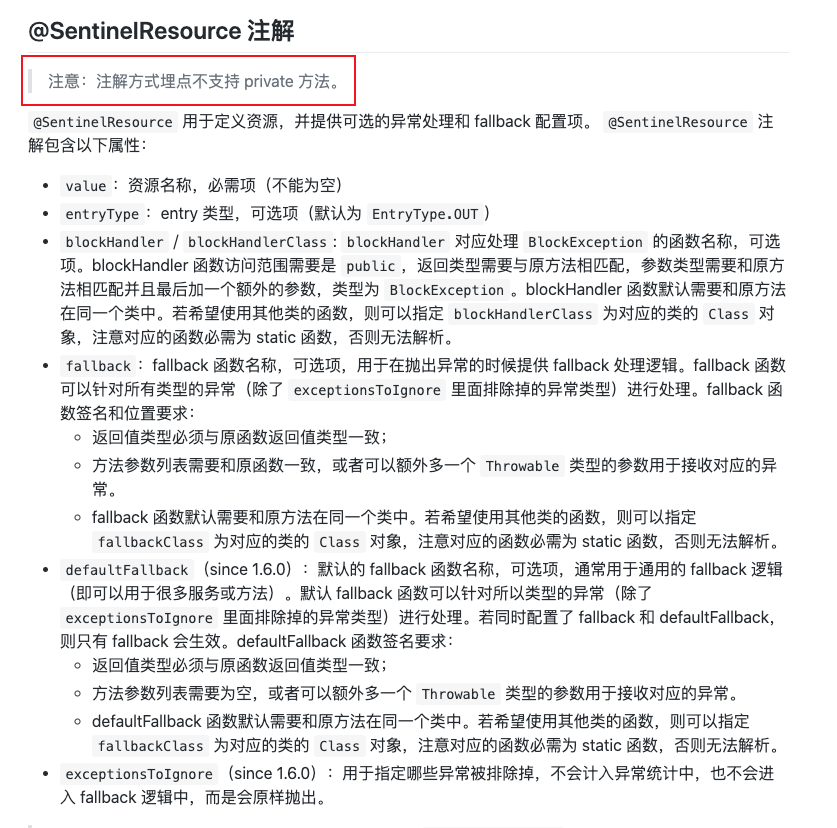 @SentinelResource 注解
注意：注解方式埋点不支持 private 方法。
@SentinelResource 用于定义资源，并提供可选的异常处理和 fallback 配置项。 @SentinelResource 注
解包含以下属性：
value ：资源名称，必需项（不能为空）
entryType ：entry 类型，可选项（默认为 EntryType.OUT ）
blockHandler / blockHandlerClass : blockHandler 对应处理 BlockException 的函数名称，可选
项。blockHandler 函数访问范围需要是 public ，返回类型需要与原方法相匹配，参数类型需要和原方
法相匹配并且最后加一个额外的参数，类型为 BlockException 。blockHandler 函数默认需要和原方法
在同一个类中。若希望使用其他类的函数，则可以指定 blockHandlerClass 为对应的类的 Class 对
象，注意对应的函数必需为 static 函数，否则无法解析。
fallback ：fallback 函数名称，可选项，用于在抛出异常的时候提供 fallback 处理逻辑。fallback 函数
可以针对所有类型的异常（除了 exceptionsToIgnore 里面排除掉的异常类型）进行处理。fallback 函
数签名和位置要求：
返回值类型必须与原函数返回值类型一致；
方法参数列表需要和原函数一致，或者可以额外多一个 Throwable 类型的参数用于接收对应的异
常。
fallback 函数默认需要和原方法在同一个类中。若希望使用其他类的函数，则可以指定
fallbackClass 为对应的类的 Class 对象，注意对应的函数必需为 static 函数，否则无法解析。
defaultFallback （since 1.6.0）：默认的 fallback 函数名称，可选项，通常用于通用的 fallback 逻辑
（即可以用于很多服务或方法）。默认 fallback 函数可以针对所以类型的异常（除了
exceptionsToIgnore 里面排除掉的异常类型）进行处理。若同时配置了 fallback 和 defaultFallback，
则只有 fallback 会生效。defaultFallback 函数签名要求：
返回值类型必须与原函数返回值类型一致；
方法参数列表需要为空，或者可以额外多一个 Throwable 类型的参数用于接收对应的异常。
defaultFallback 函数默认需要和原方法在同一个类中。若希望使用其他类的函数，则可以指定
fallbackClass 为对应的类的 Class 对象，注意对应的函数必需为 static 函数，否则无法解析。
exceptionsToIgnore （since 1.6.0）：用于指定哪些异常被排除掉，不会计入异常统计中，也不会进
入 fallback 逻辑中，而是会原样抛出。